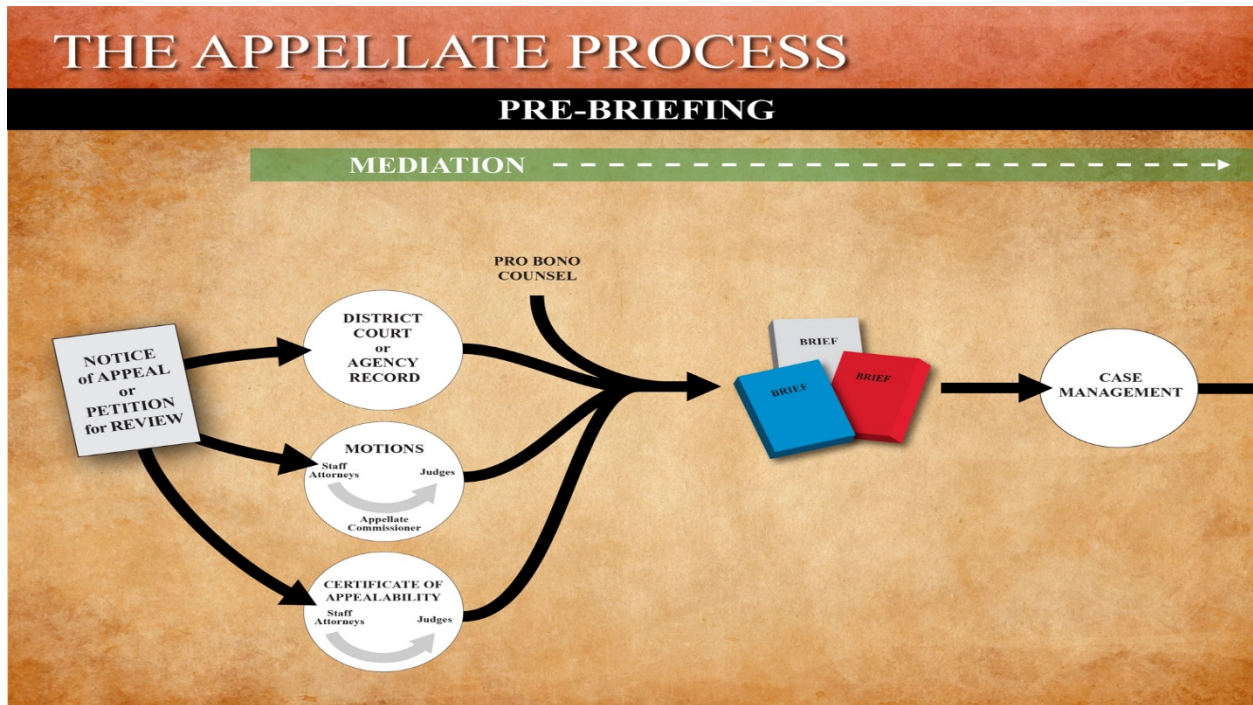 THE APPELLATE PROCESS
PRE-BRIEFING
MEDIATION
PRO BONO
COUNSEL
NOTICE
of APPEAL
or
PETITION
for REVIEW
DISTRICT
COURT
or
AGENCY
RECORD
MOTIONS
Staff
Attorneys
Judges
Appellate
Commissioner
CERTIFICATE OF
APPEALABILITY
Staff
Attorneys
Judges
BRIEF
BRIEF
BRIEF
CASE
MANAGEMENT